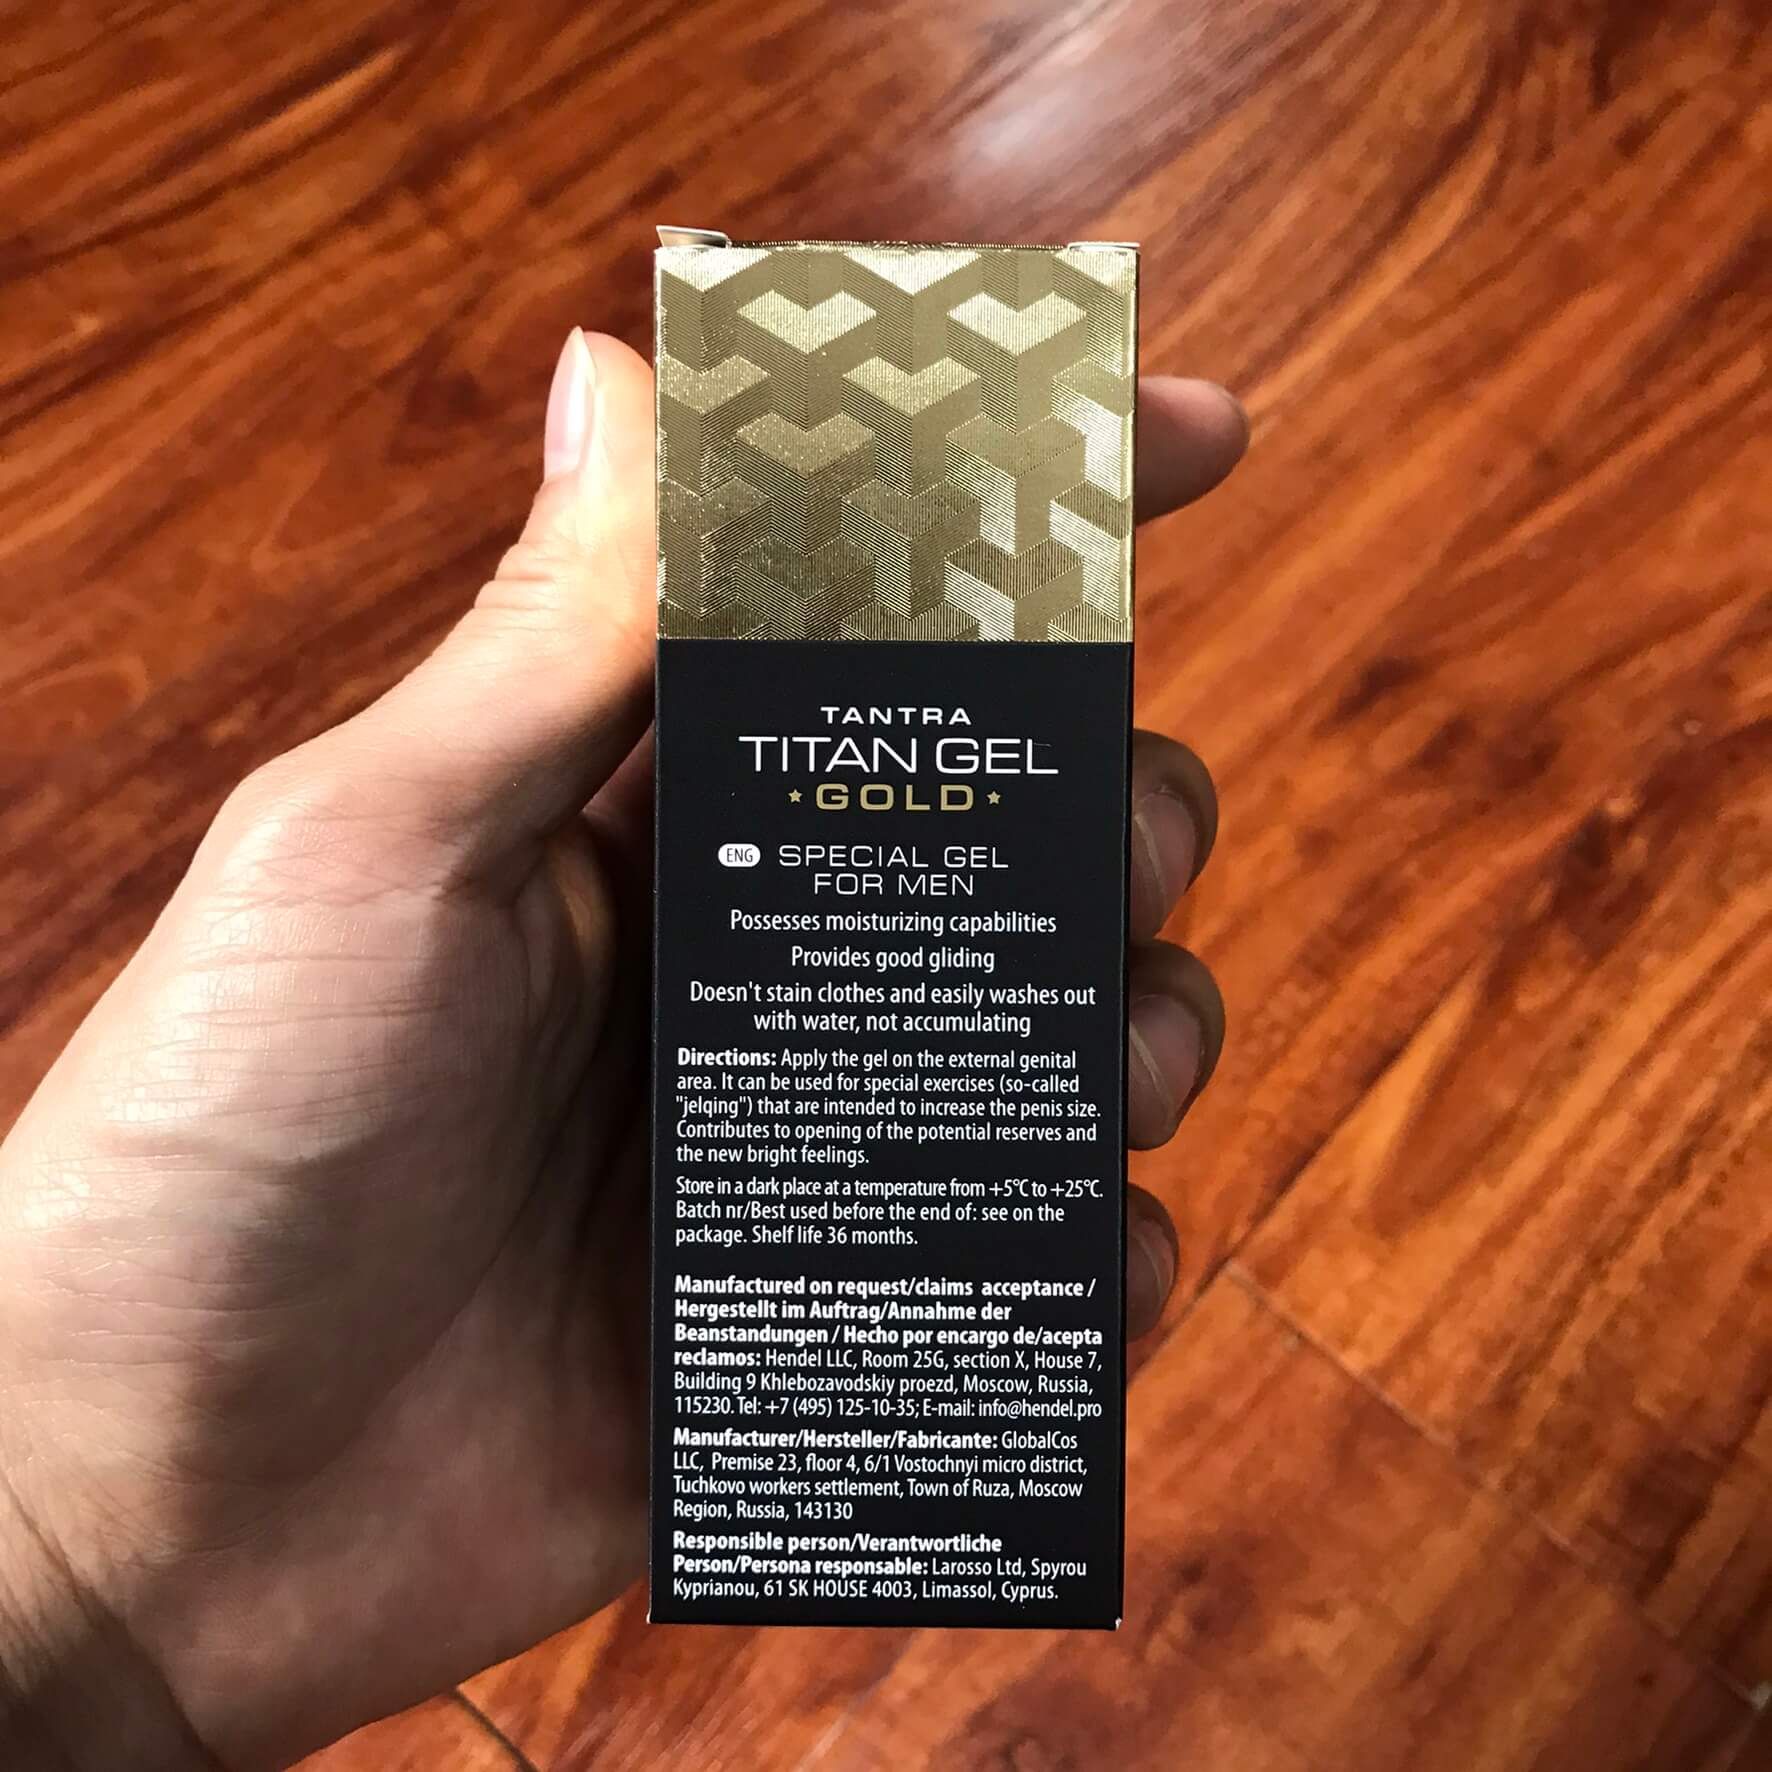 TANTRA
TITAN GEL
★ GOLD ★
ENG SPECIAL GEL
FOR MEN
Possesses moisturizing capabilities
Provides good gliding
Doesn't stain clothes and easily washes out
with water, not accumulating
Directions: Apply the gel on the external genital
area. It can be used for special exercises (so-called
"jelqing") that are intended to increase the penis size.
Contributes to opening of the potential reserves and
the new bright feelings.
Store in a dark place at a temperature from +5°C to +25°C.
Batch nr/Best used before the end of: see on the
package. Shelf life 36 months.
Manufactured on request/claims acceptance /
Hergestellt im Auftrag/Annahme der
Beanstandungen / Hecho por encargo de/acepta
reclamos: Hendel LLC, Room 25G, section X, House 7,
Building 9 Khlebozavodskiy proezd, Moscow, Russia,
115230. Tel: +7 (495) 125-10-35; E-mail: info@hendel.pro
Manufacturer/Hersteller/Fabricante: GlobalCos
LLC, Premise 23, floor 4, 6/1 Vostochnyi micro district,
Tuchkovo workers settlement, Town of Ruza, Moscow
Region, Russia, 143130
Responsible person/Verantwortliche
Person/Persona responsable: Larosso Ltd, Spyrou
Kyprianou, 61 SK HOUSE 4003, Limassol, Cyprus.